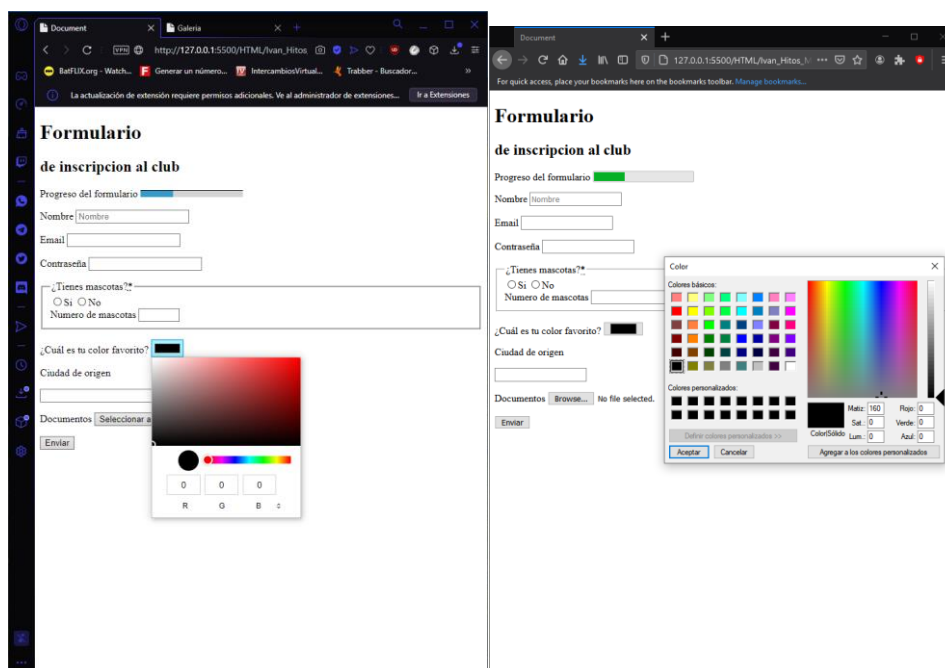 Document
Galeria
VPN
http://127.0.0.1:5500/HTML/Ivan_Hitos
BatFLIX.org - Watch...
Generar un número...
IntercambiosVirtual...
Trabber - Buscador...
»
La actualización de extensión requiere permisos adicionales. Ve al administrador de extensiones...
Ir a Extensiones
Formulario
de inscripcion al club
Progreso del formulario
Nombre Nombre
Email
Contraseña
¿Tienes mascotas?*
Si No
Numero de mascotas
¿Cuál es tu color favorito?
Ciudad de origen
Documentos Seleccionar a
Enviar
0 0 0
R G B
Document
127.0.0.1:5500/HTML/Ivan_Hitos_M
For quick access, place your bookmarks here on the bookmarks toolbar. Manage bookmarks...
Formulario
de inscripcion al club
Progreso del formulario
Nombre Nombre
Email
Contraseña
¿Tienes mascotas?*
Si No
Numero de mascotas
¿Cuál es tu color favorito?
Ciudad de origen
Documentos Browse... No file selected.
Enviar
Color
Colores básicos:
Colores personalizados:
Definir colores personalizados >>
Aceptar Cancelar
Color|Sólido
Matiz: 160 Rojo: 0
Sat.: 0 Verde: 0
Lum.: 0 Azul: 0
Agregar a los colores personalizados